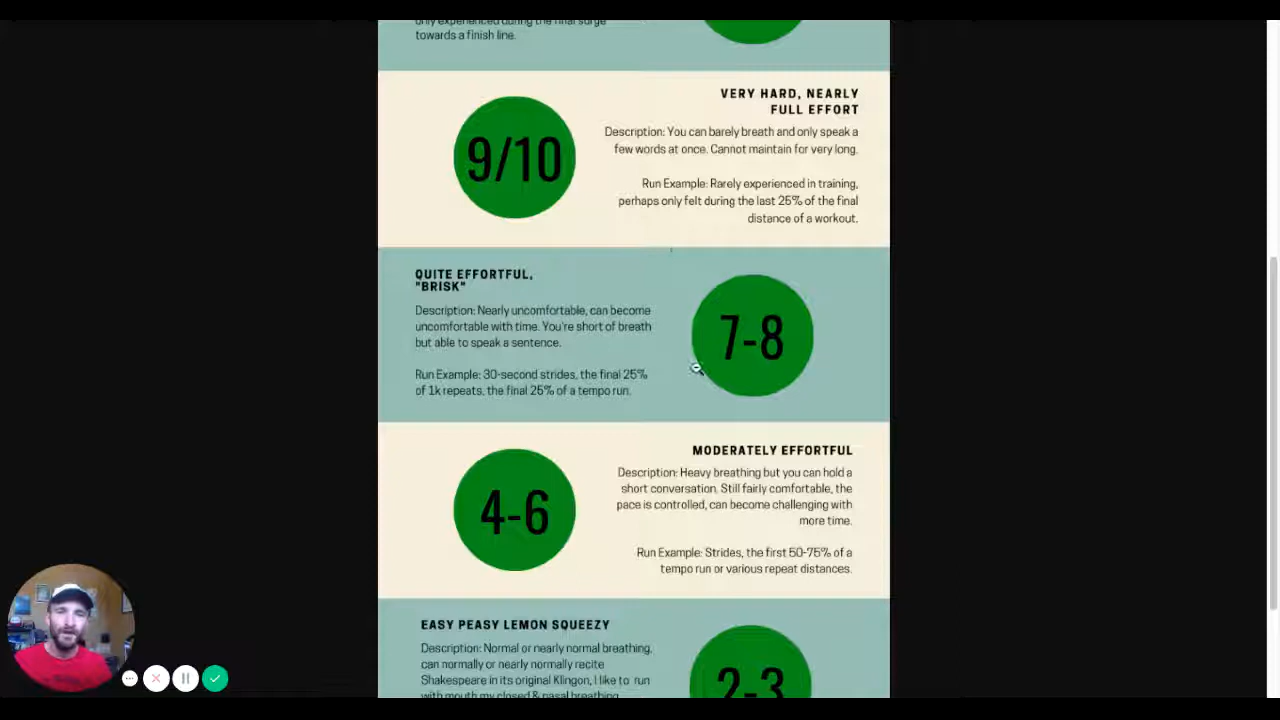 only experienced during the final surge
towards a finish line.
VERY HARD, NEARLY
FULL EFFORT
9/10
Description: You can barely breath and only speak a
few words at once. Cannot maintain for very long.
Run Example: Rarely experienced in training,
perhaps only felt during the last 25% of the final
distance of a workout.
QUITE EFFORTFUL,
"BRISK"
Description: Nearly uncomfortable, can become
uncomfortable with time. You're short of breath
but able to speak a sentence.
7-8
Run Example: 30-second strides, the final 25%
of 1k repeats, the final 25% of a tempo run.
MODERATELY EFFORTFUL
Description: Heavy breathing but you can hold a
short conversation. Still fairly comfortable, the
pace is controlled, can become challenging with
more time.
4-6
Run Example: Strides, the first 50-75% of a
tempo run or various repeat distances.
EASY PEASY LEMON SQUEEZY
Description: Normal or nearly normal breathing,
can normally or nearly normally recite
Shakespeare in its original Klingon, I like to run
with mouth my closed & nasal breathing
2-3